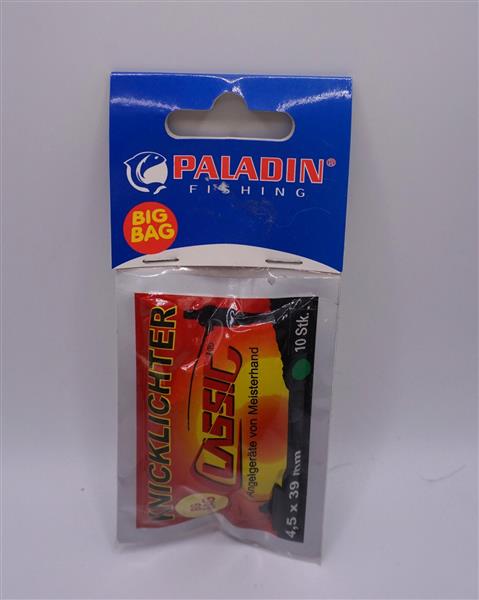 PALADIN®
FISHING
BIG
BAG
KNICKLICHTER
CLASSIC®
Angelgeräte von Meisterhand
10 Stk.
4,5 x 39 mm